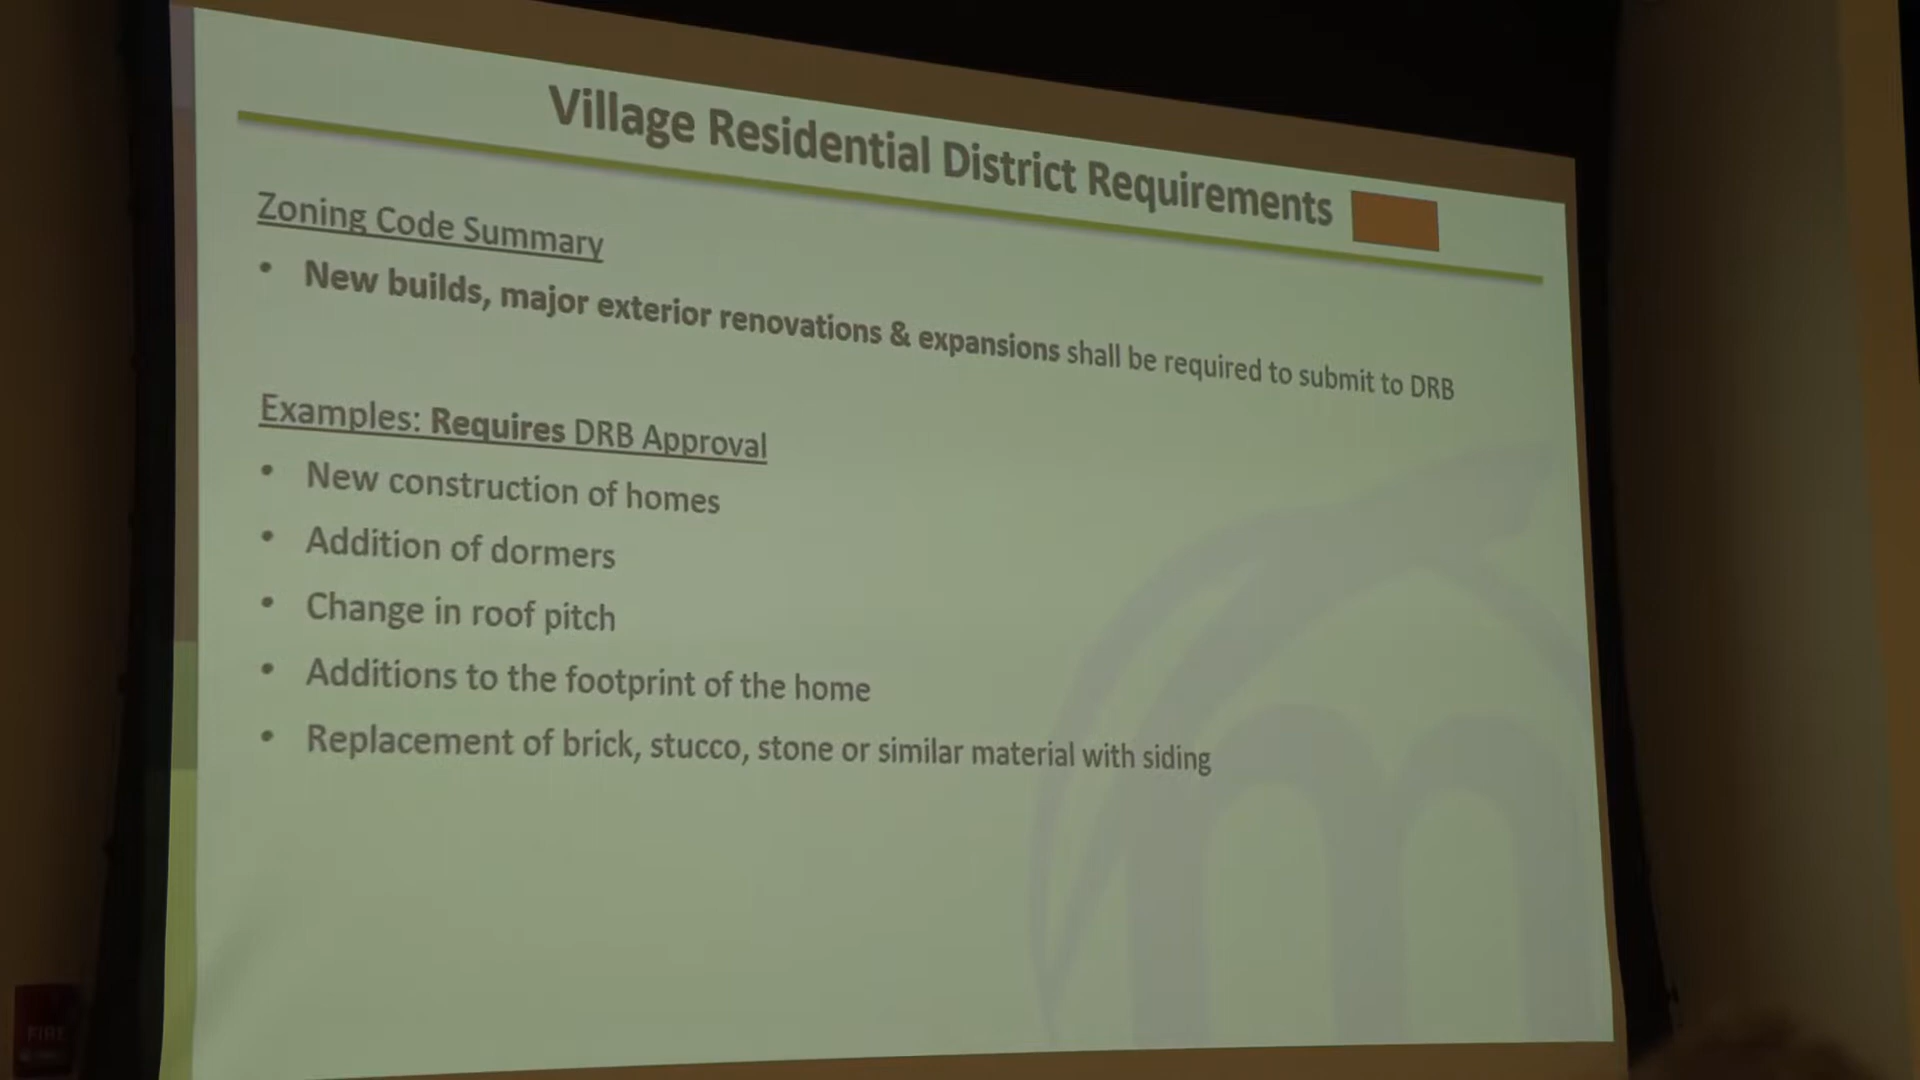 Village Residential District Requirements
Zoning Code Summary
• New builds, major exterior renovations & expansions shall be required to submit to DRB
Examples: Requires DRB Approval
• New construction of homes
• Addition of dormers
• Change in roof pitch
• Additions to the footprint of the home
• Replacement of brick, stucco, stone or similar material with siding
m
FIRE